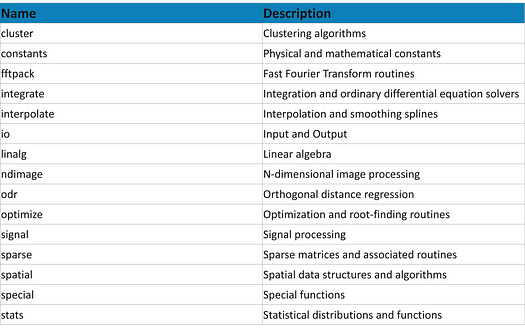 Name Description
cluster Clustering algorithms
constants Physical and mathematical constants
fftpack Fast Fourier Transform routines
integrate Integration and ordinary differential equation solvers
interpolate Interpolation and smoothing splines
io Input and Output
linalg Linear algebra
ndimage N-dimensional image processing
odr Orthogonal distance regression
optimize Optimization and root-finding routines
signal Signal processing
sparse Sparse matrices and associated routines
spatial Spatial data structures and algorithms
special Special functions
stats Statistical distributions and functions